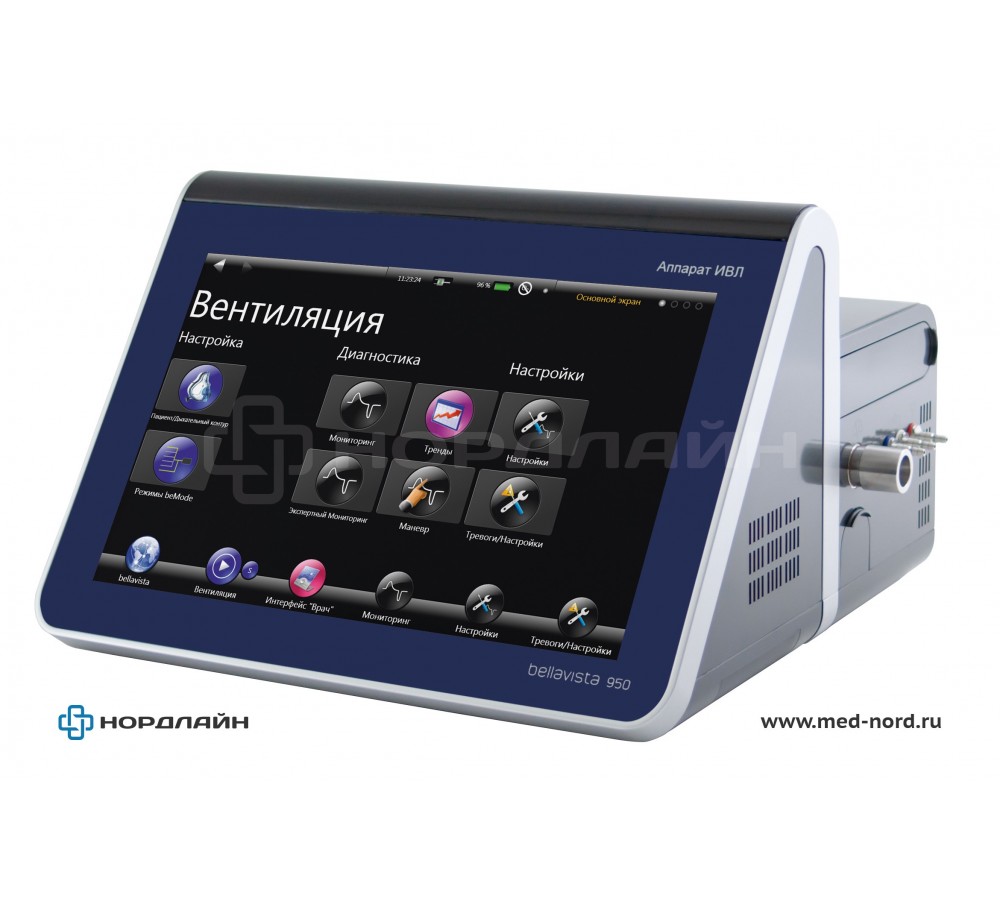 Аппарат ИВЛ
11:23:24
96 %
Основной экран
Вентиляция
Настройка
Диагностика
Настройки
Пациент/Дыхательный контур
Мониторинг
Тренды
Настройки
Режимы beMode
Экспертный Мониторинг
Маневр
Тревоги/Настройки
bellavista
Вентиляция
5
Интерфейс "Врач"
Мониторинг
Настройки
Тревоги/Настройки
bellavista 950
НОРДЛАЙН
НОРДЛАЙН
www.med-nord.ru